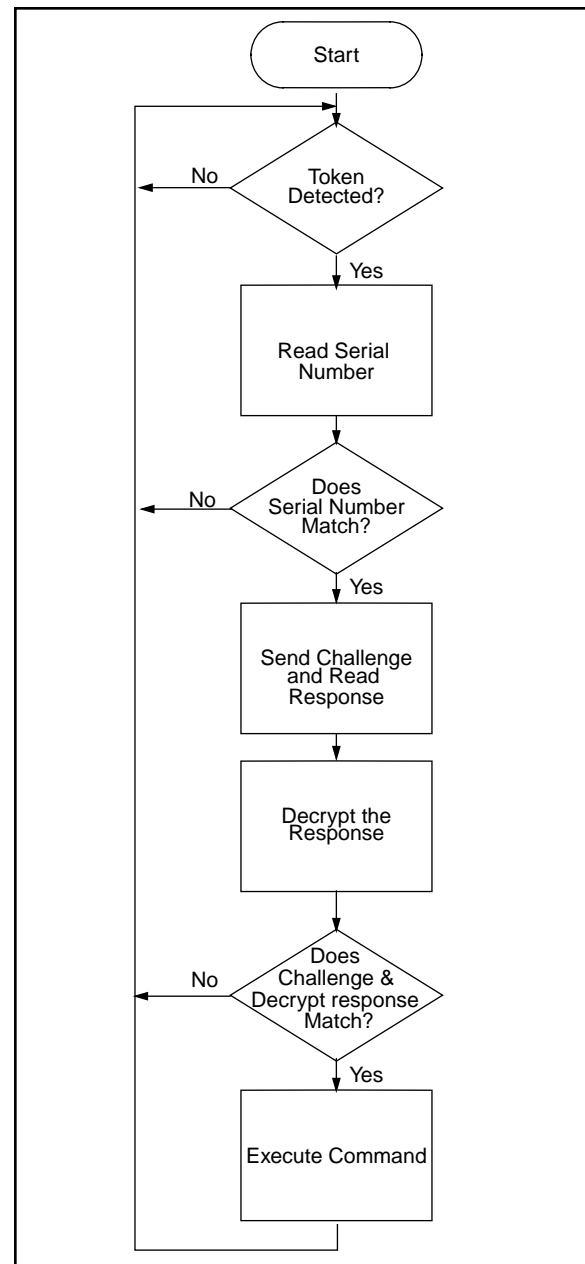 Start
No
Token
Detected?
Yes
Read Serial
Number
No
Does
Serial Number
Match?
Yes
Send Challenge
and Read
Response
Decrypt the
Response
No
Does
Challenge &
Decrypt response
Match?
Yes
Execute Command